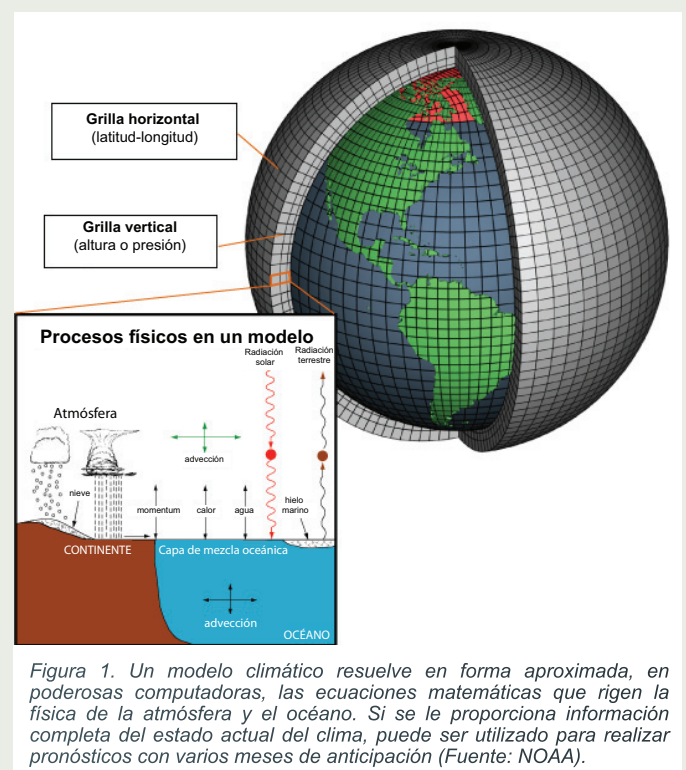 Grilla horizontal
(latitud-longitud)
Grilla vertical
(altura o presión)
Procesos físicos en un modelo
Radiación
solar
Radiación
terrestre
Atmósfera
advección
nieve
momentum
calor
agua
hielo
marino
CONTINENTE
Capa de mezcla oceánica
advección
OCÉANO
Figura 1. Un modelo climático resuelve en forma aproximada, en
poderosas computadoras, las ecuaciones matemáticas que rigen la
física de la atmósfera y el océano. Si se le proporciona información
completa del estado actual del clima, puede ser utilizado para realizar
pronósticos con varios meses de anticipación (Fuente: NOAA).